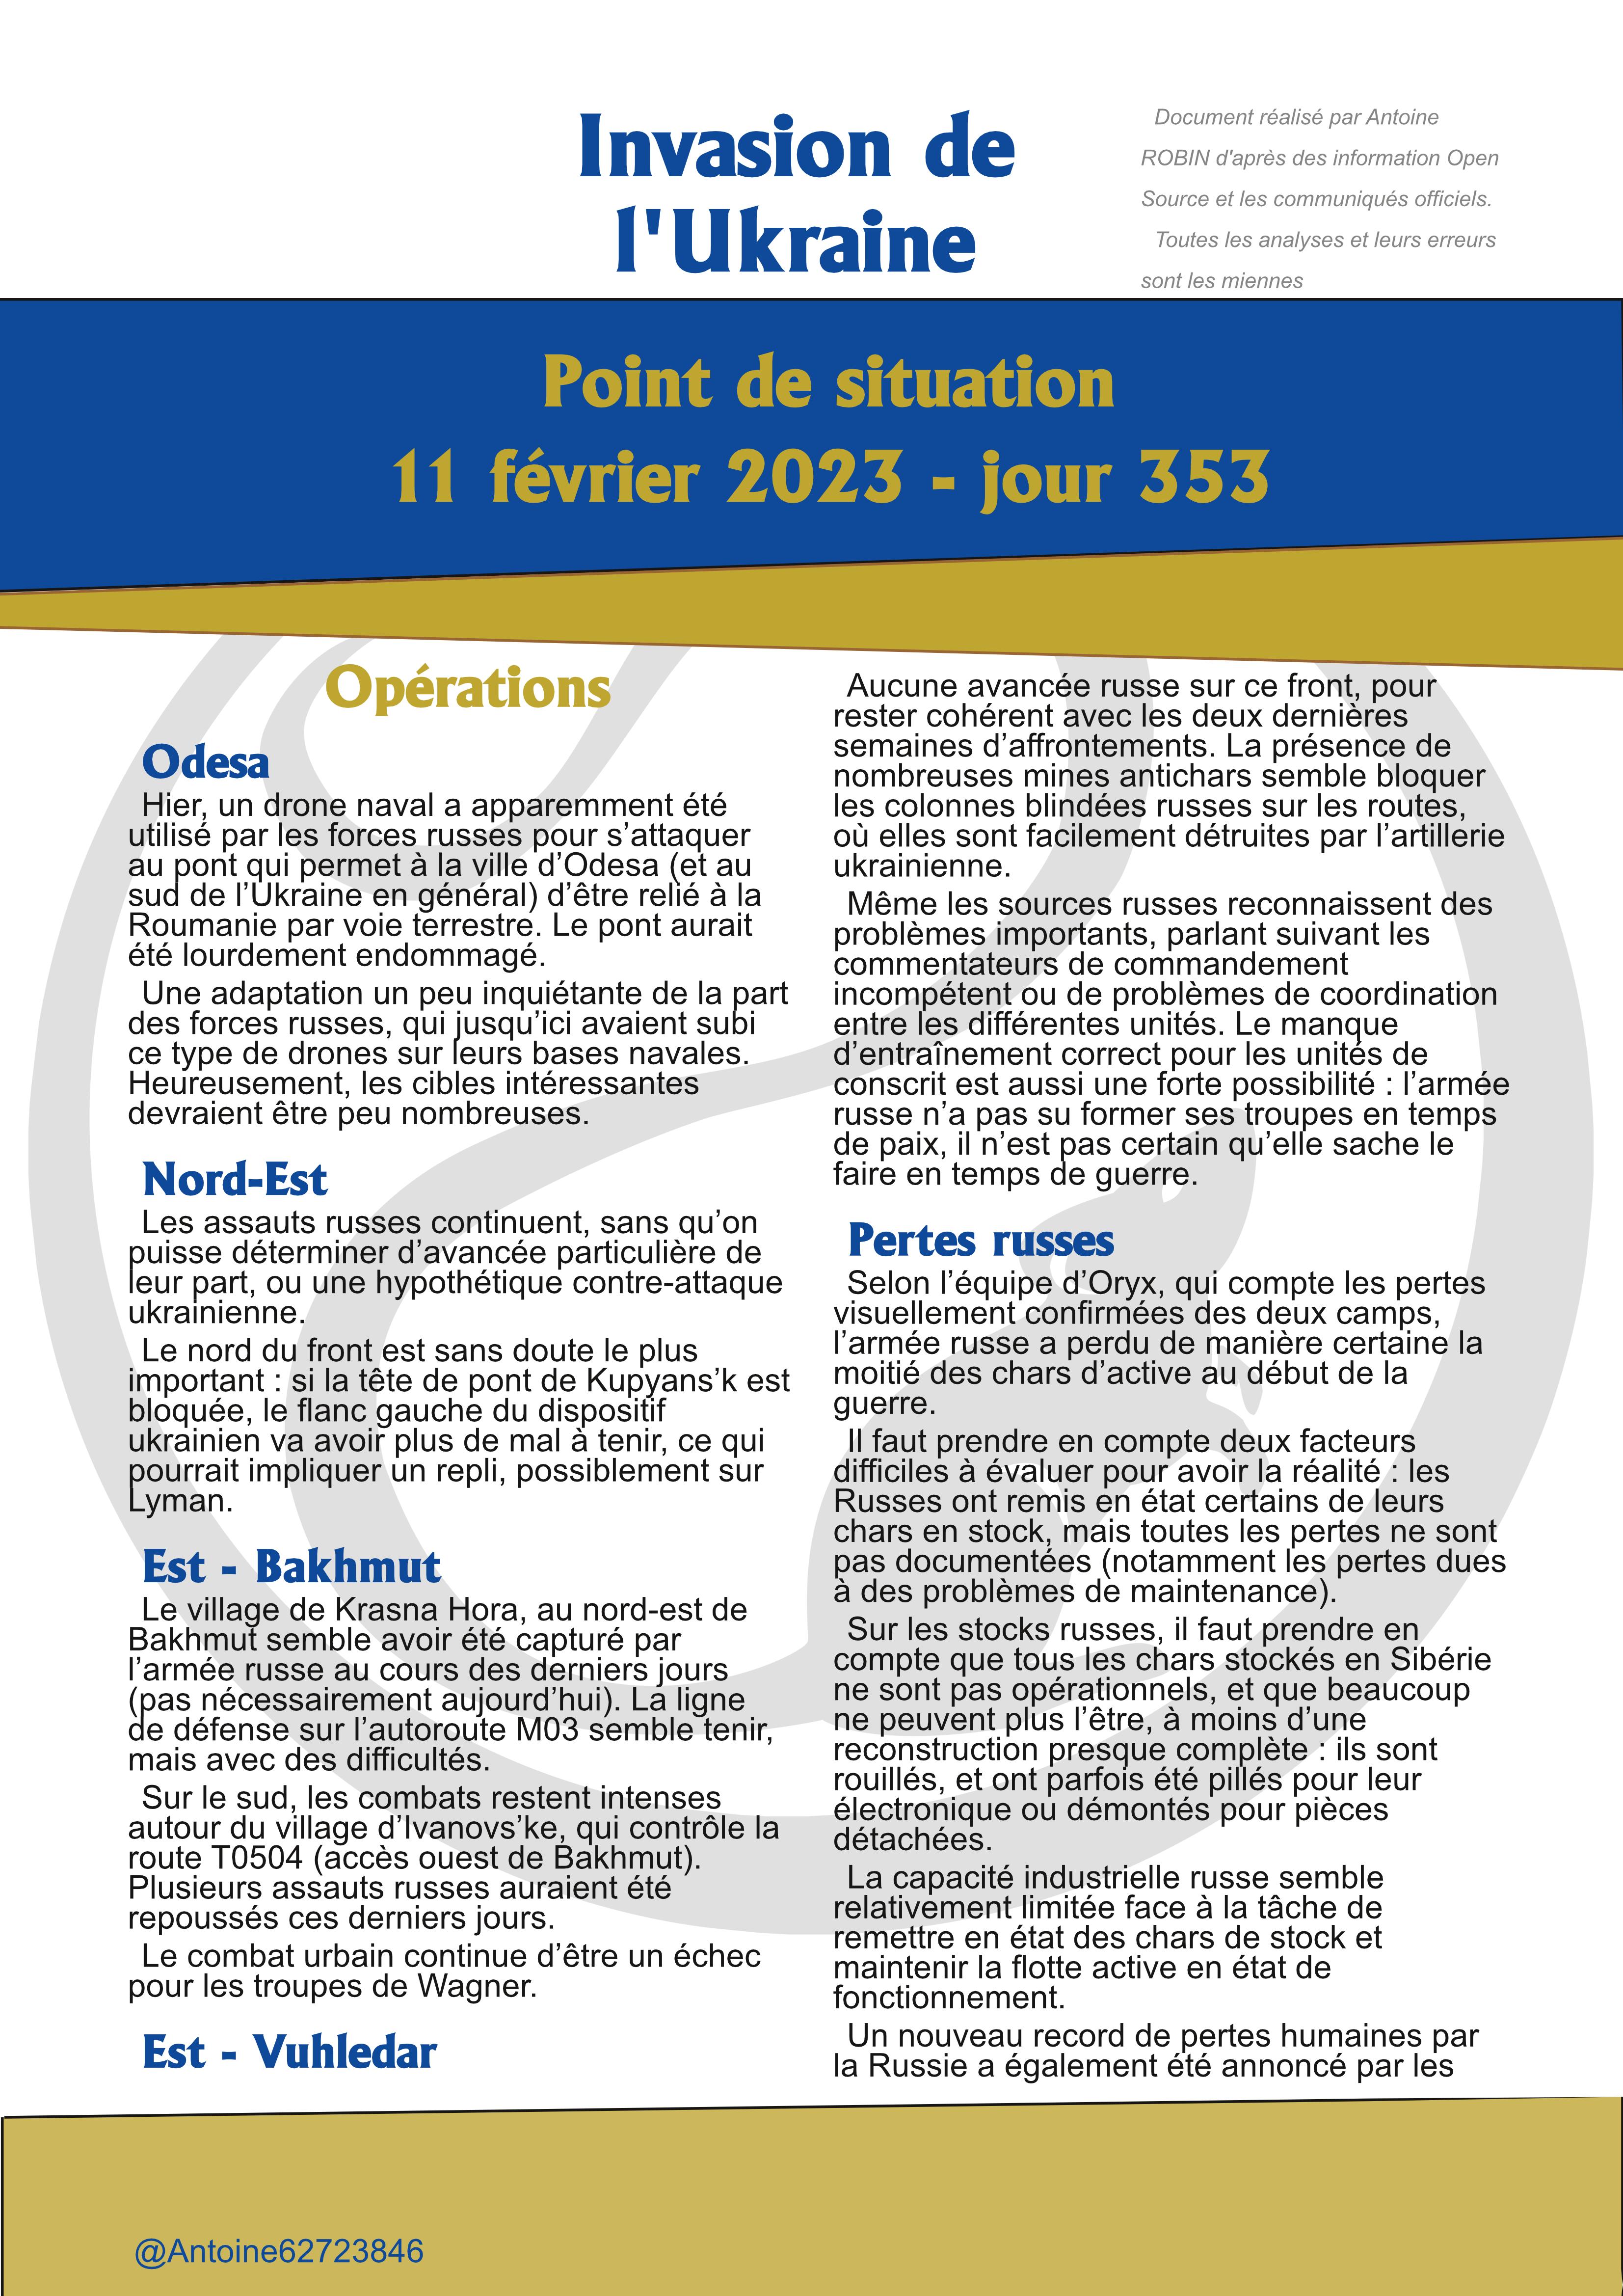 Invasion de
l'Ukraine
Document réalisé par Antoine
ROBIN d'après des information Open
Source et les communiqués officiels.
Toutes les analyses et leurs erreurs
sont les miennes
Point de situation
11 février 2023 - jour 353
Opérations
Odesa
Hier, un drone naval a apparemment été
utilisé par les forces russes pour s’attaquer
au pont qui permet à la ville d’Odesa (et au
sud de l’Ukraine en général) d’être relié à la
Roumanie par voie terrestre. Le pont aurait
été lourdement endommagé.
Une adaptation un peu inquiétante de la part
des forces russes, qui jusqu’ici avaient subi
ce type de drones sur leurs bases navales.
Heureusement, les cibles intéressantes
devraient être peu nombreuses.
Nord-Est
Les assauts russes continuent, sans qu’on
puisse déterminer d’avancée particulière de
leur part, ou une hypothétique contre-attaque
ukrainienne.
Le nord du front est sans doute le plus
important : si la tête de pont de Kupyans’k est
bloquée, le flanc gauche du dispositif
ukrainien va avoir plus de mal à tenir, ce qui
pourrait impliquer un repli, possiblement sur
Lyman.
Est - Bakhmut
Le village de Krasna Hora, au nord-est de
Bakhmut semble avoir été capturé par
l’armée russe au cours des derniers jours
(pas nécessairement aujourd’hui). La ligne
de défense sur l’autoroute M03 semble tenir,
mais avec des difficultés.
Sur le sud, les combats restent intenses
autour du village d’Ivanovs’ke, qui contrôle la
route T0504 (accès ouest de Bakhmut).
Plusieurs assauts russes auraient été
repoussés ces derniers jours.
Le combat urbain continue d’être un échec
pour les troupes de Wagner.
Est - Vuhledar
Aucune avancée russe sur ce front, pour
rester cohérent avec les deux dernières
semaines d’affrontements. La présence de
nombreuses mines antichars semble bloquer
les colonnes blindées russes sur les routes,
où elles sont facilement détruites par l’artillerie
ukrainienne.
Même les sources russes reconnaissent des
problèmes importants, parlant suivant les
commentateurs de commandement
incompétent ou de problèmes de coordination
entre les différentes unités. Le manque
d’entraînement correct pour les unités de
conscrit est aussi une forte possibilité : l’armée
russe n’a pas su former ses troupes en temps
de paix, il n’est pas certain qu’elle sache le
faire en temps de guerre.
Pertes russes
Selon l’équipe d’Oryx, qui compte les pertes
visuellement confirmées des deux camps,
l’armée russe a perdu de manière certaine la
moitié des chars d’active au début de la
guerre.
Il faut prendre en compte deux facteurs
difficiles à évaluer pour avoir la réalité : les
Russes ont remis en état certains de leurs
chars en stock, mais toutes les pertes ne sont
pas documentées (notamment les pertes dues
à des problèmes de maintenance).
Sur les stocks russes, il faut prendre en
compte que tous les chars stockés en Sibérie
ne sont pas opérationnels, et que beaucoup
ne peuvent plus l’être, à moins d’une
reconstruction presque complète : ils sont
rouillés, et ont parfois été pillés pour leur
électronique ou démontés pour pièces
détachées.
La capacité industrielle russe semble
relativement limitée face à la tâche de
remettre en état des chars de stock et
maintenir la flotte active en état de
fonctionnement.
Un nouveau record de pertes humaines par
la Russie a également été annoncé par les
@Antoine62723846